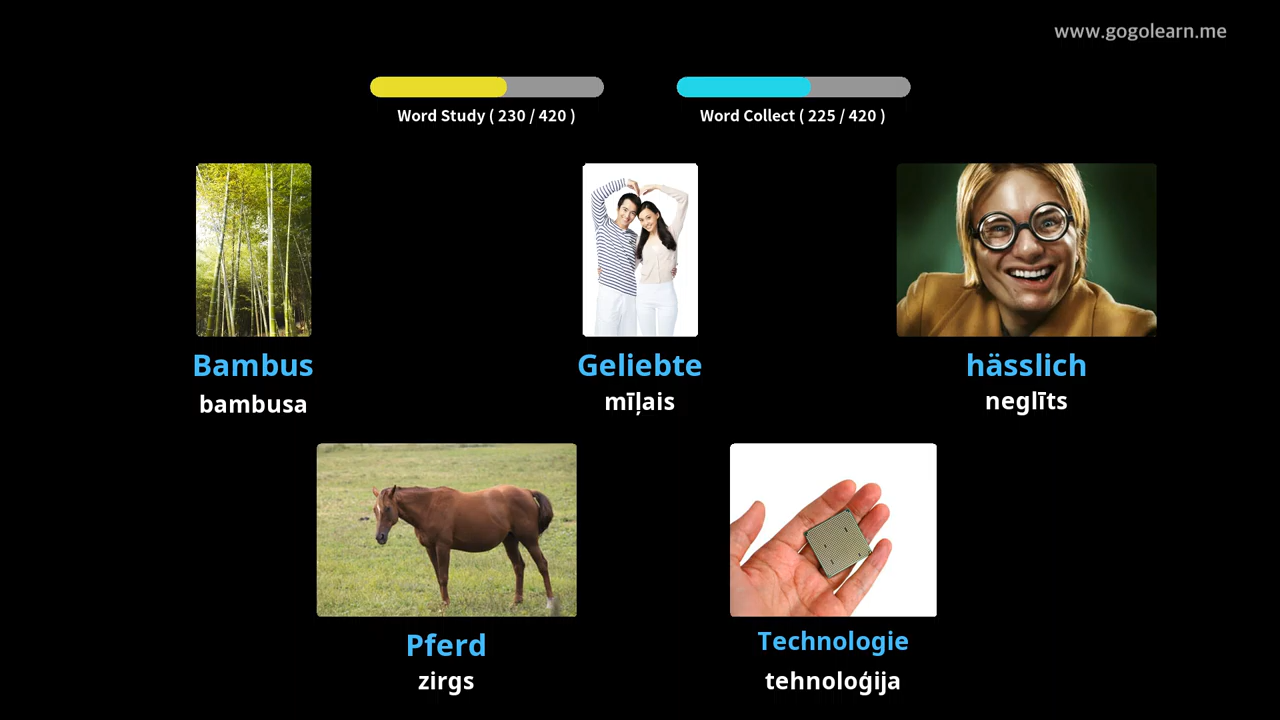 www.gogolearn.me
Word Study ( 230 / 420 )
Word Collect ( 225 / 420 )
Bambus
bambusa
Geliebte
mīļais
hässlich
neglīts
Pferd
zirgs
Technologie
tehnoloģija